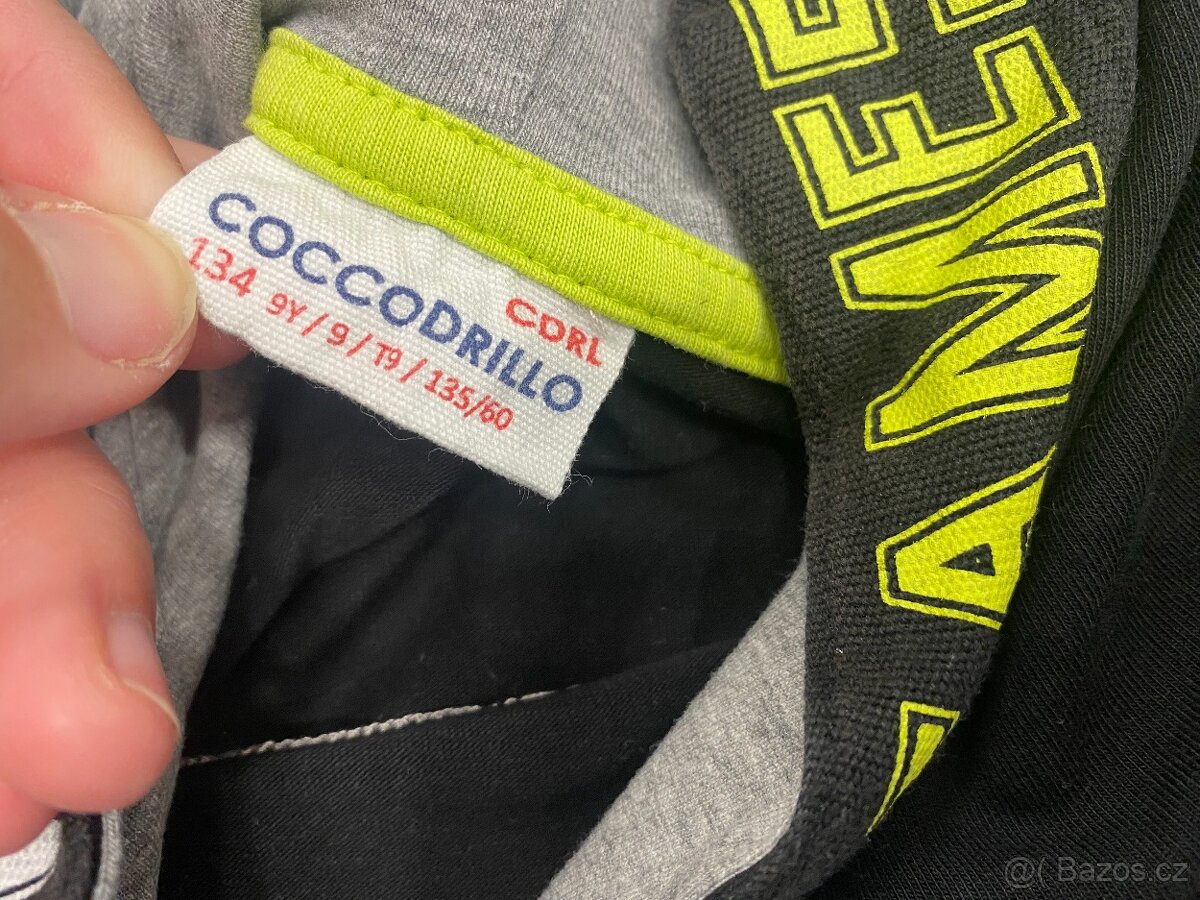 COCCODRILLO
CORL
134 9Y / 9 / T9 / 135/60
@( Bazos.cz